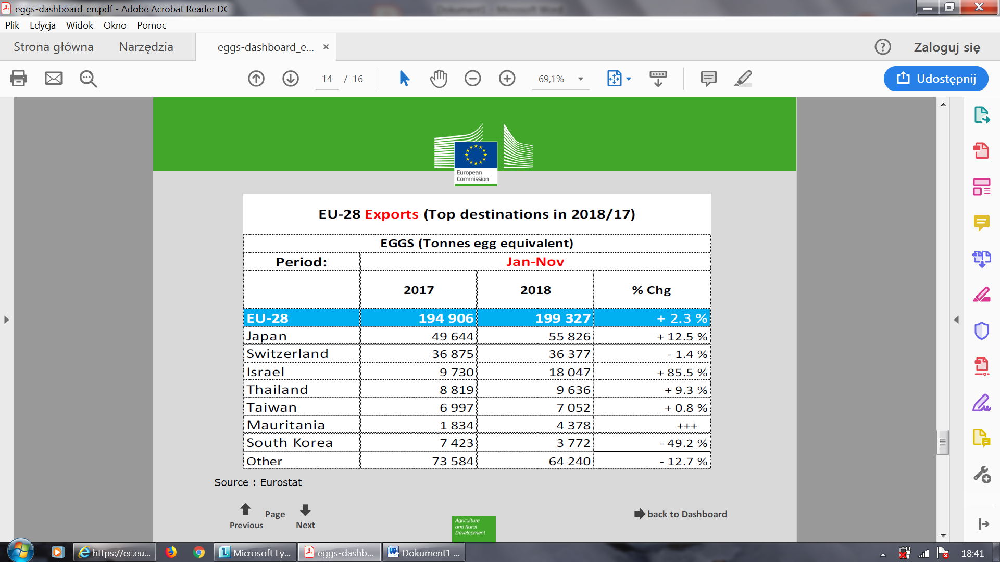 eggs-dashboard_en.pdf - Adobe Acrobat Reader DC
Plik Edycja Widok Okno Pomoc
Strona główna Narzędzia eggs-dashboard_e... × ? Zaloguj się
14 / 16 69,1% Udostępnij
European
Commission
EU-28 Exports (Top destinations in 2018/17)
EGGS (Tonnes egg equivalent)
Period: Jan-Nov
2017 2018 % Chg
EU-28 194 906 199 327 + 2.3 %
Japan 49 644 55 826 + 12.5 %
Switzerland 36 875 36 377 - 1.4 %
Israel 9 730 18 047 + 85.5 %
Thailand 8 819 9 636 + 9.3 %
Taiwan 6 997 7 052 + 0.8 %
Mauritania 1 834 4 378 +++
South Korea 7 423 3 772 - 49.2 %
Other 73 584 64 240 - 12.7 %
Source : Eurostat
Previous Page Next
back to Dashboard
Agriculture
and Rural
Development
https://ec.eu... Microsoft Ly... eggs-dashb... Dokument1 ... 18:41